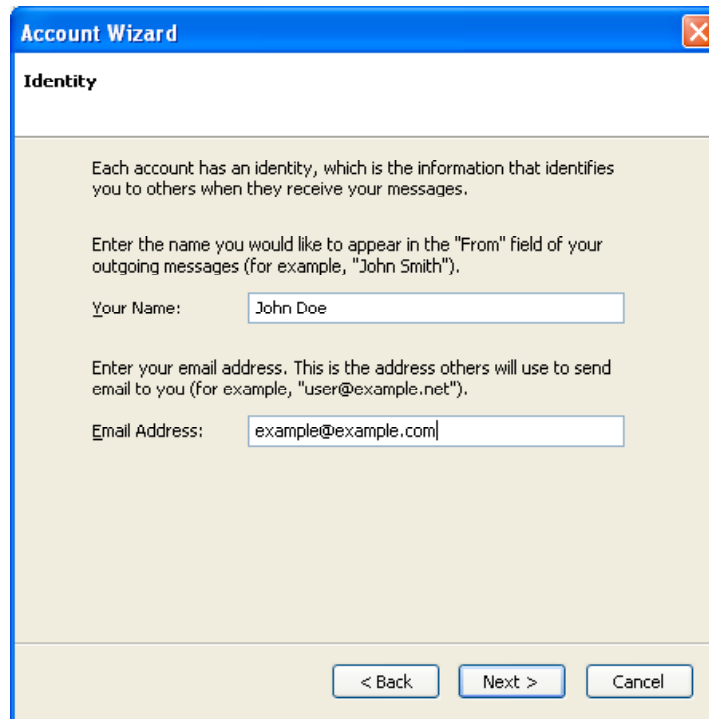 Account Wizard
Identity
Each account has an identity, which is the information that identifies
you to others when they receive your messages.
Enter the name you would like to appear in the "From" field of your
outgoing messages (for example, "John Smith").
Your Name: John Doe
Enter your email address. This is the address others will use to send
email to you (for example, "user@example.net").
Email Address: example@example.com
< Back Next > Cancel